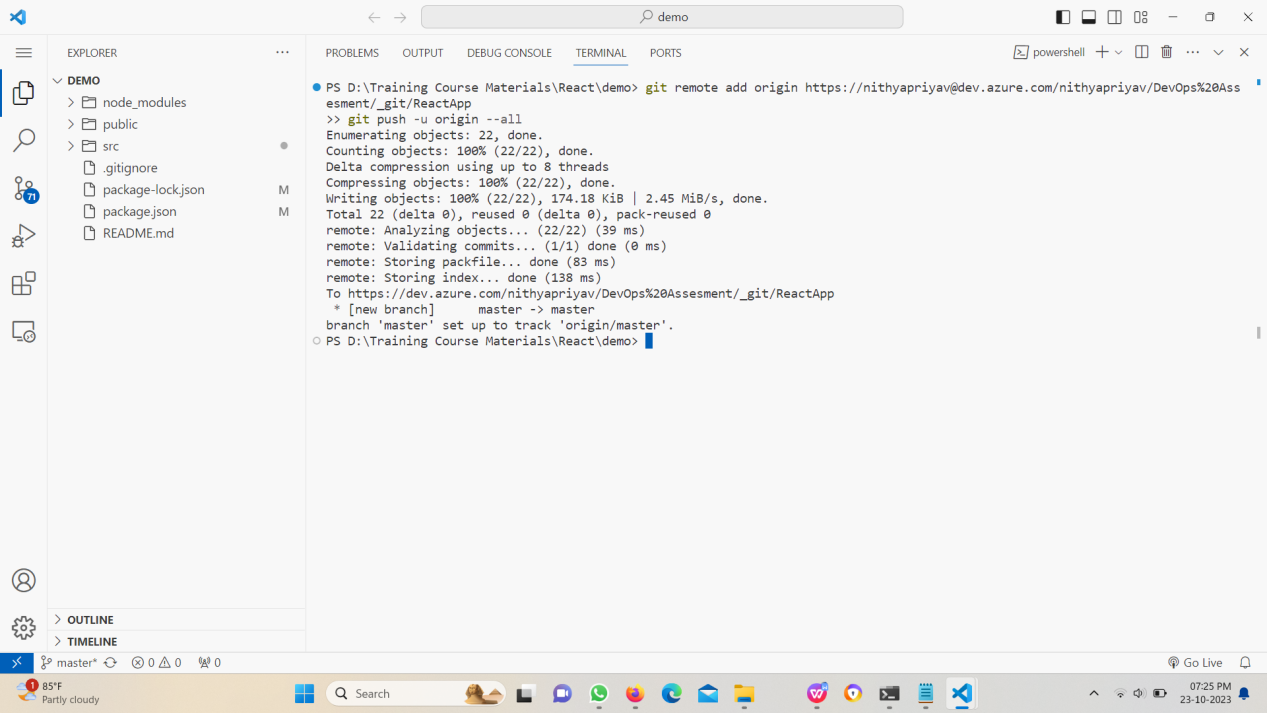 demo
EXPLORER
DEMO
node_modules
public
src
.gitignore
package-lock.json M
package.json M
README.md
71
OUTLINE
TIMELINE
PROBLEMS OUTPUT DEBUG CONSOLE TERMINAL PORTS
powershell
PS D:\Training Course Materials\React\demo> git remote add origin https://nithyapriyav@dev.azure.com/nithyapriyav/DevOps%20Ass
esment/_git/ReactApp
>> git push -u origin --all
Enumerating objects: 22, done.
Counting objects: 100% (22/22), done.
Delta compression using up to 8 threads
Compressing objects: 100% (22/22), done.
Writing objects: 100% (22/22), 174.18 KiB | 2.45 MiB/s, done.
Total 22 (delta 0), reused 0 (delta 0), pack-reused 0
remote: Analyzing objects... (22/22) (39 ms)
remote: Validating commits... (1/1) done (0 ms)
remote: Storing packfile... done (83 ms)
remote: Storing index... done (138 ms)
To https://dev.azure.com/nithyapriyav/DevOps%20Assesment/_git/ReactApp
 * [new branch]      master -> master
branch 'master' set up to track 'origin/master'.
PS D:\Training Course Materials\React\demo>
master* 0 0 0 Go Live
1
85°F
Partly cloudy
Search
07:25 PM
23-10-2023